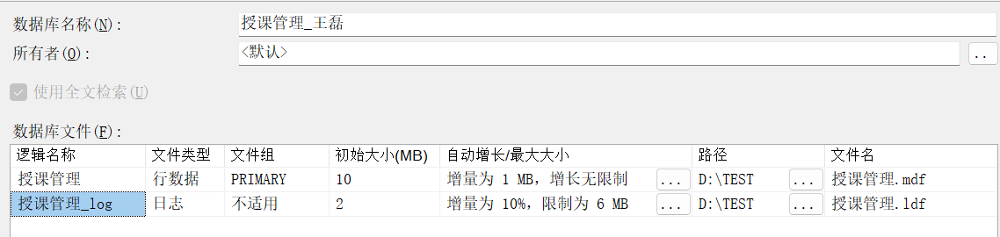 数据库名称(N): 授课管理_王磊
所有者(O): <默认> ..
使用全文检索(U)
数据库文件(F):
逻辑名称 文件类型 文件组 初始大小(MB) 自动增长/最大大小 路径 文件名
授课管理 行数据 PRIMARY 10 增量为 1 MB，增长无限制 ... D:\TEST ... 授课管理.mdf
授课管理_log 日志 不适用 2 增量为 10%，限制为 6 MB ... D:\TEST ... 授课管理.ldf